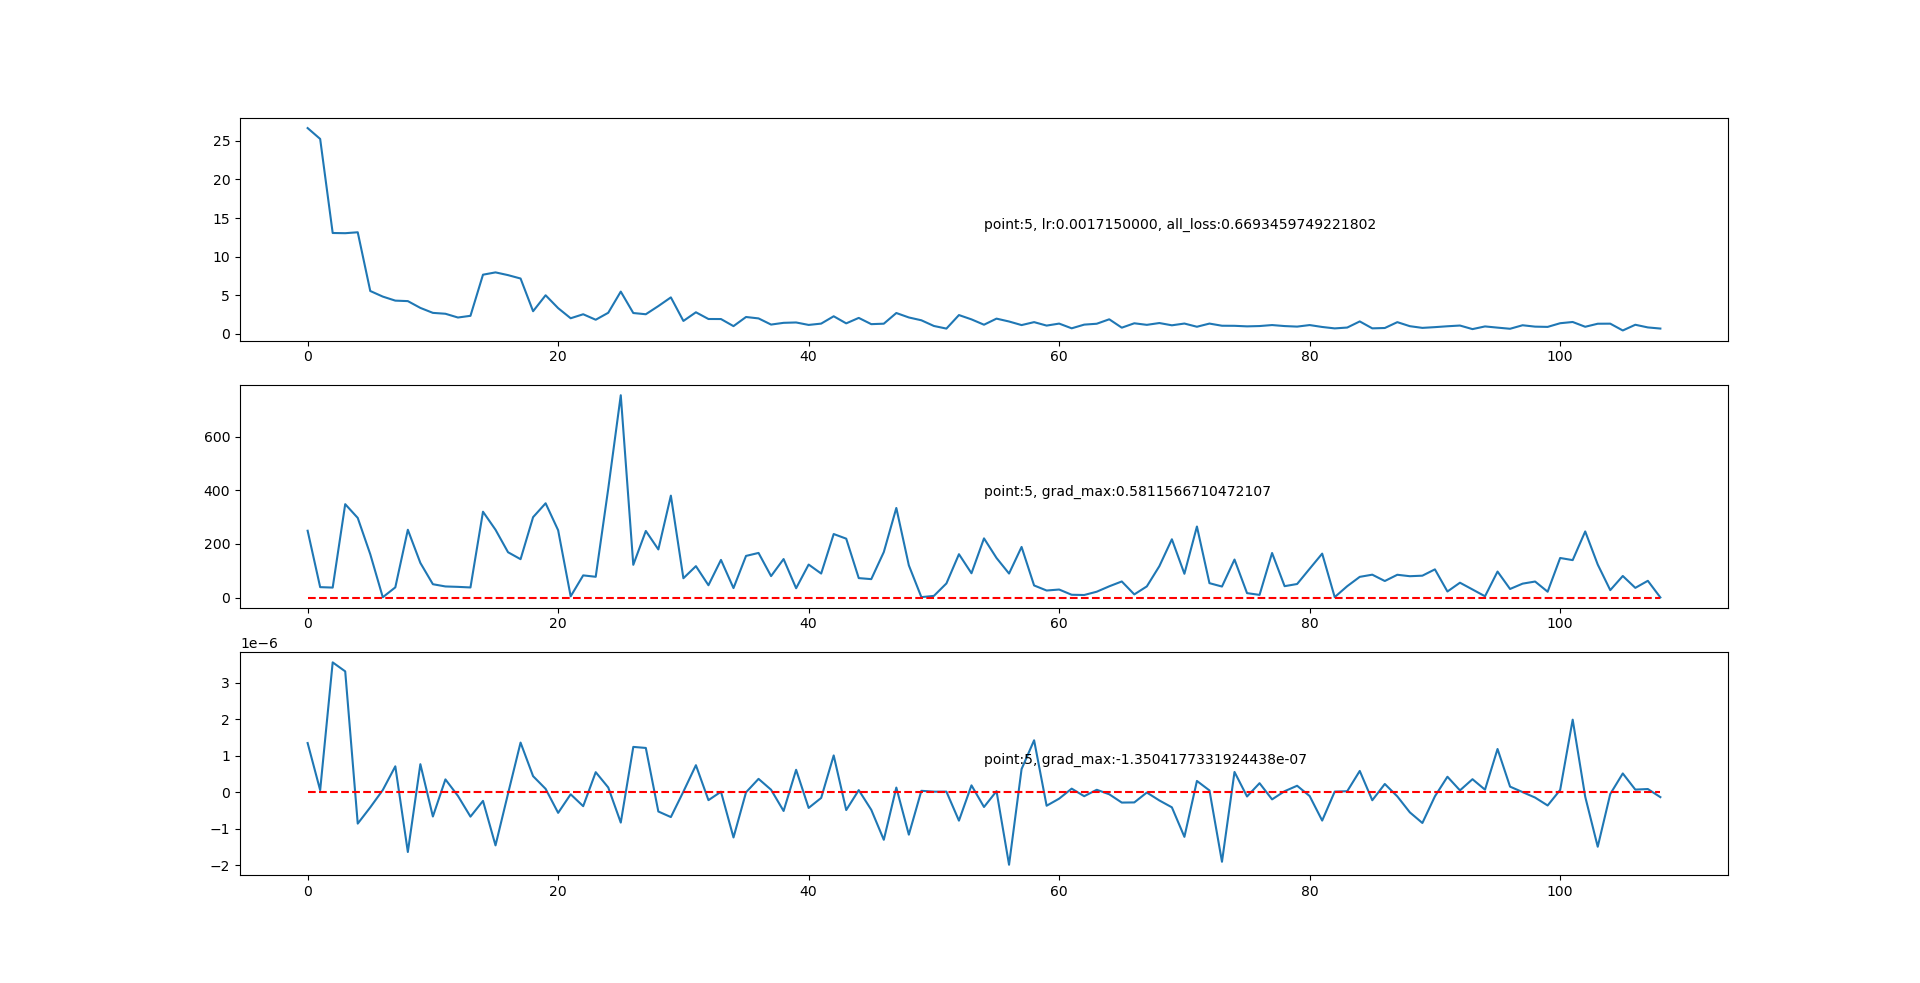 25
20
15
10
5
0
point:5, lr:0.0017150000, all_loss:0.6693459749221802
0 20 40 60 80 100
600
400
200
0
point:5, grad_max:0.5811566710472107
0 20 40 60 80 100
1e−6
3
2
1
0
−1
−2
point:5, grad_max:-1.3504177331924438e-07
0 20 40 60 80 100